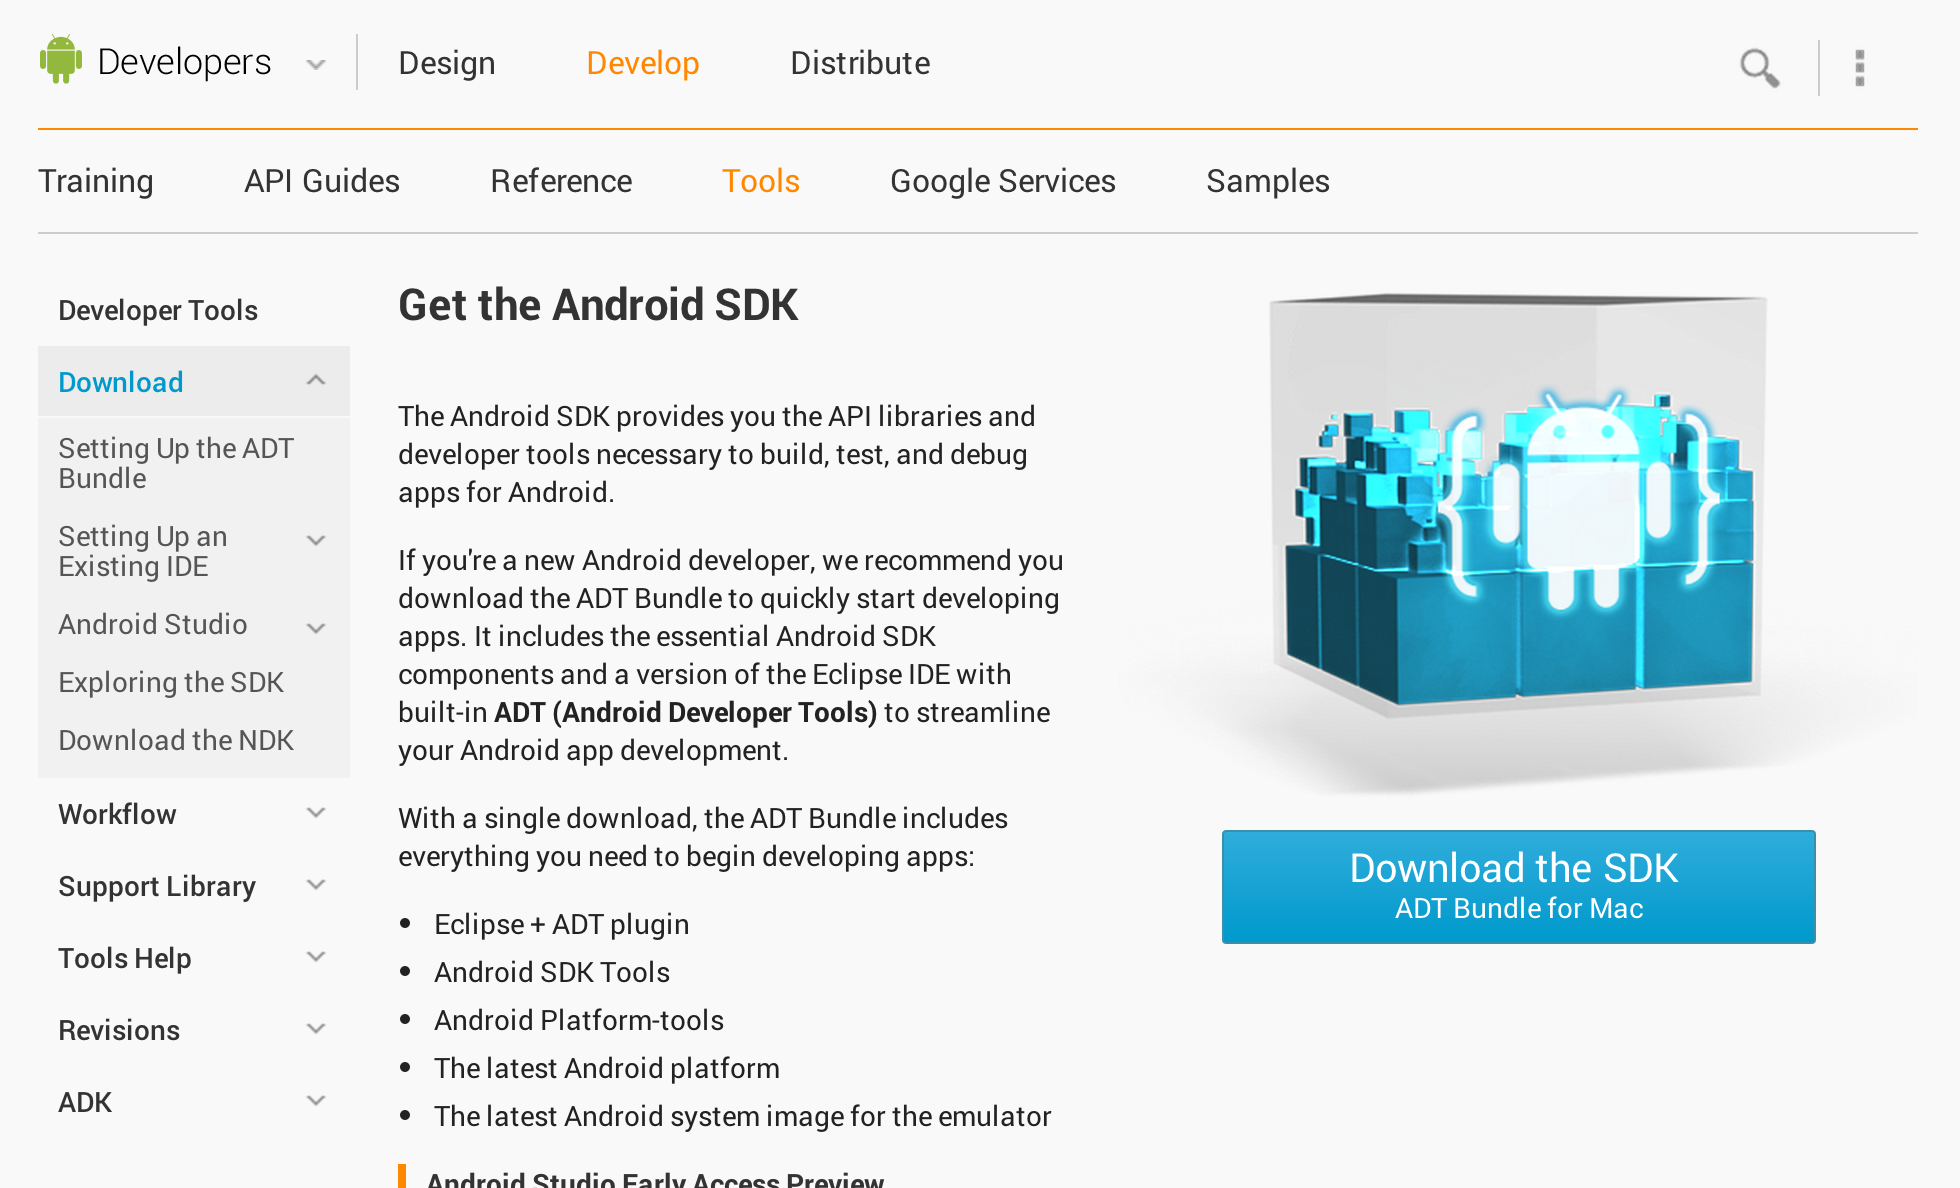 Developers
Design
Develop
Distribute
Training
API Guides
Reference
Tools
Google Services
Samples
Developer Tools
Download
Setting Up the ADT
Bundle
Setting Up an
Existing IDE
Android Studio
Exploring the SDK
Download the NDK
Workflow
Support Library
Tools Help
Revisions
ADK
Get the Android SDK
The Android SDK provides you the API libraries and
developer tools necessary to build, test, and debug
apps for Android.
If you're a new Android developer, we recommend you
download the ADT Bundle to quickly start developing
apps. It includes the essential Android SDK
components and a version of the Eclipse IDE with
built-in ADT (Android Developer Tools) to streamline
your Android app development.
With a single download, the ADT Bundle includes
everything you need to begin developing apps:
• Eclipse + ADT plugin
• Android SDK Tools
• Android Platform-tools
• The latest Android platform
• The latest Android system image for the emulator
Android Studio Early Access Preview
{ }
Download the SDK
ADT Bundle for Mac